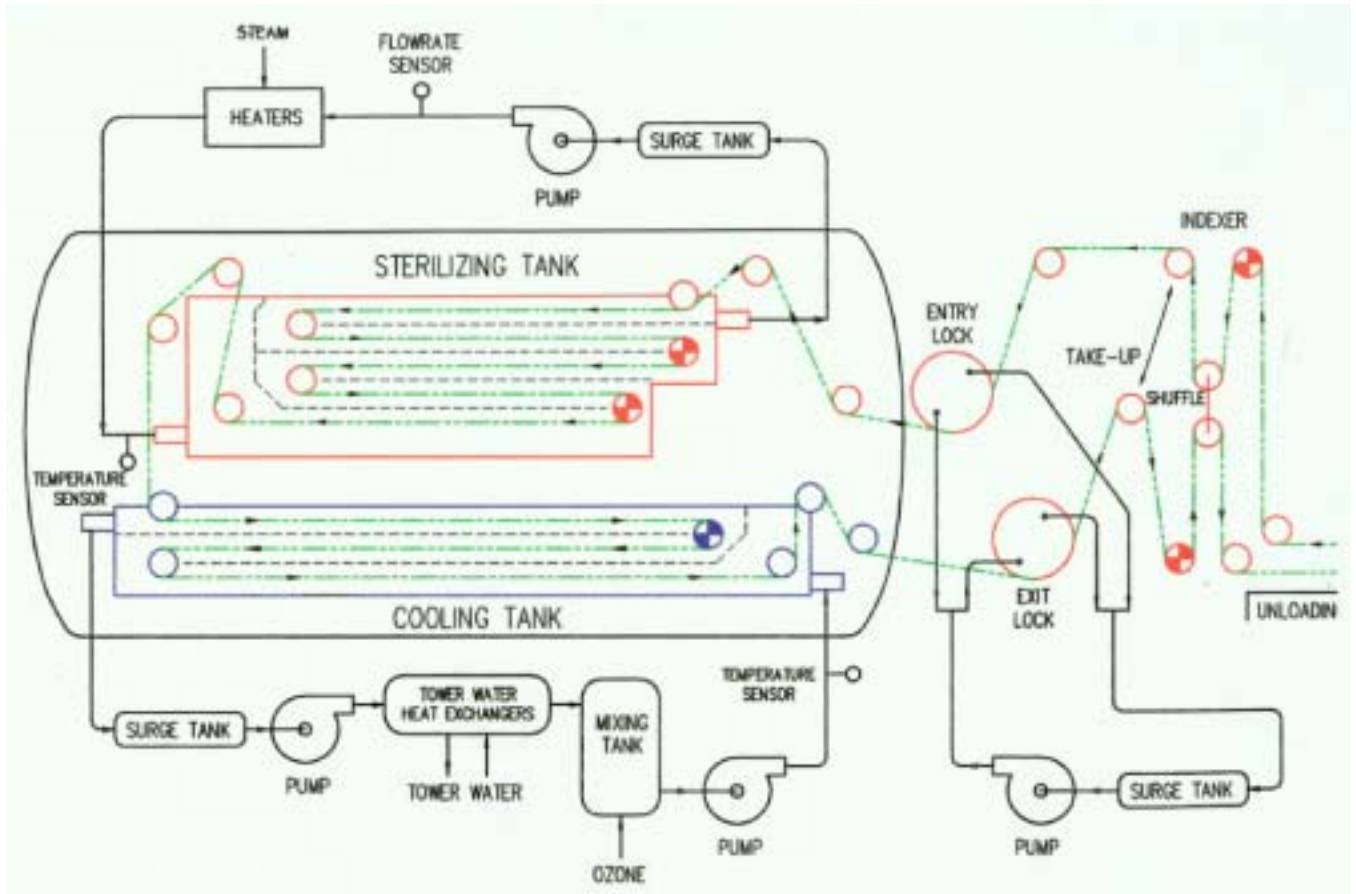 STEAM
FLOWRATE
SENSOR
HEATERS
SURGE TANK
PUMP
INDEXER
STERILIZING TANK
ENTRY
LOCK
TAKE-UP
SHUFFLE
TEMPERATURE
SENSOR
EXIT
LOCK
UNLOADIN
COOLING TANK
TEMPERATURE
SENSOR
TOWER WATER
HEAT EXCHANGERS
MIXING
TANK
SURGE TANK
PUMP
TOWER WATER
SURGE TANK
PUMP
PUMP
OZONE